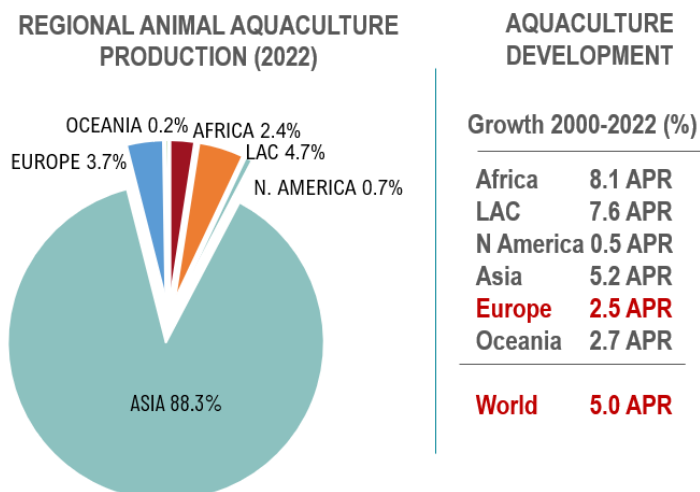 REGIONAL ANIMAL AQUACULTURE
PRODUCTION (2022)
OCEANIA 0.2%
AFRICA 2.4%
EUROPE 3.7%
LAC 4.7%
N. AMERICA 0.7%
ASIA 88.3%
AQUACULTURE
DEVELOPMENT
Growth 2000-2022 (%)
Africa 8.1 APR
LAC 7.6 APR
N America 0.5 APR
Asia 5.2 APR
Europe 2.5 APR
Oceania 2.7 APR
World 5.0 APR